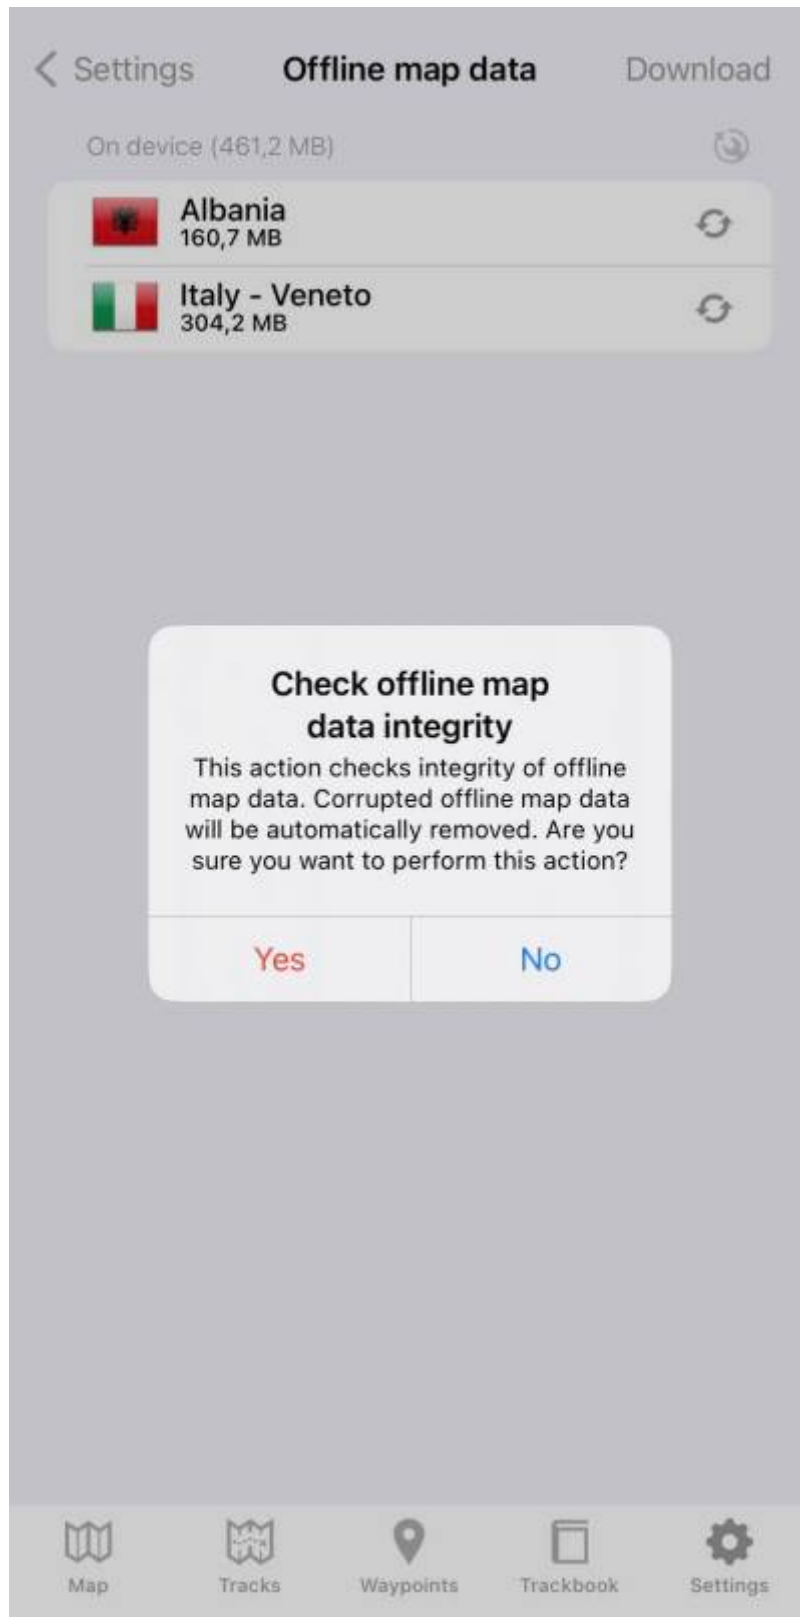 Settings
Offline map data
Download
On device (461,2 MB)
Albania
160,7 MB
Italy - Veneto
304,2 MB
Check offline map
data integrity
This action checks integrity of offline
map data. Corrupted offline map data
will be automatically removed. Are you
sure you want to perform this action?
Yes
No
Map
Tracks
Waypoints
Trackbook
Settings